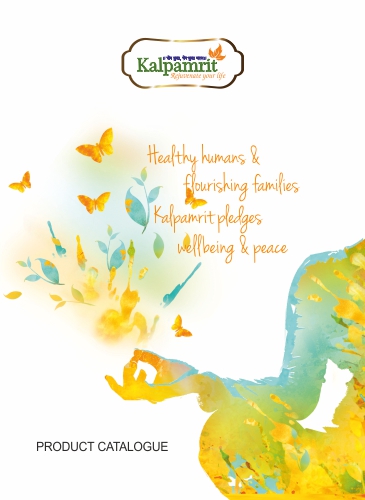 Kalpamrit
Rejuvenate your life
Healthy humans &
flourishing families
Kalpamrit pledges
wellbeing & peace
PRODUCT CATALOGUE